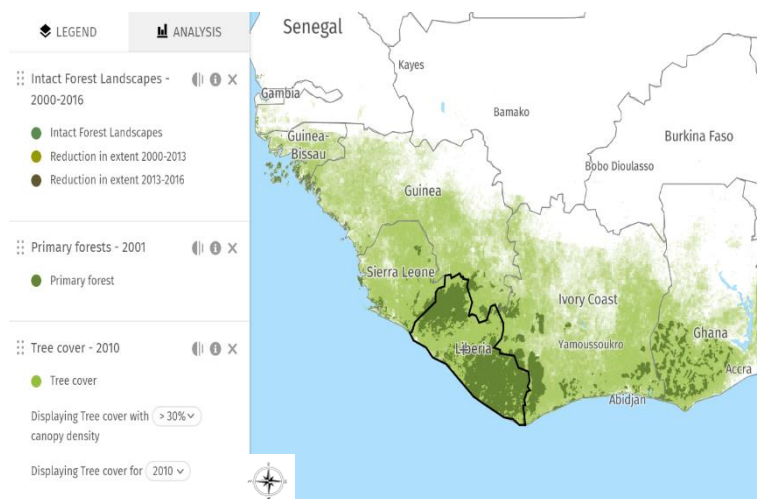 LEGEND
ANALYSIS
Intact Forest Landscapes -
2000-2016
Intact Forest Landscapes
Reduction in extent 2000-2013
Reduction in extent 2013-2016
Primary forests - 2001
Primary forest
Tree cover - 2010
Tree cover
Displaying Tree cover with > 30%
canopy density
Displaying Tree cover for 2010
Senegal
Kayes
Gambia
Bamako
Guinea-
Bissau
Burkina Faso
Bobo Dioulasso
Guinea
Sierra Leone
Ivory Coast
Liberia
Yamoussoukro
Ghana
Accra
Abidjan